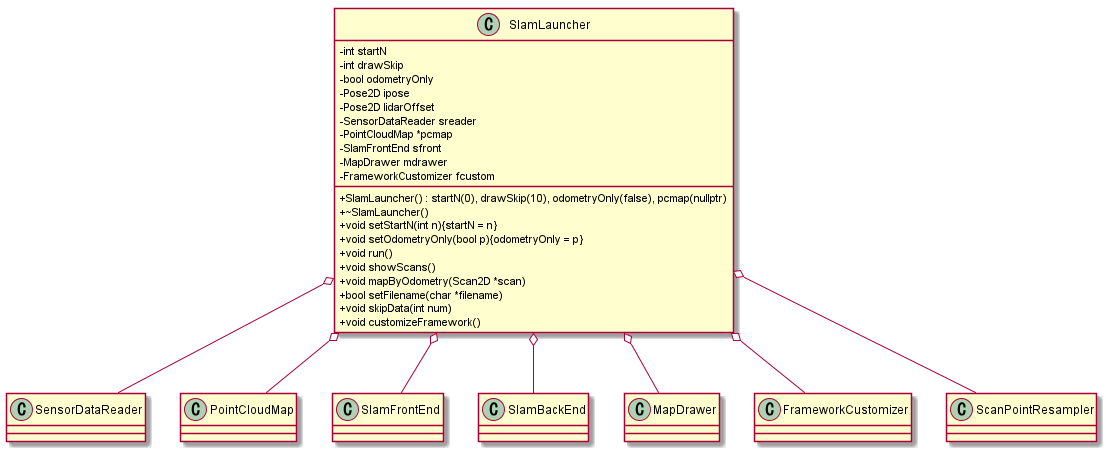 C SlamLauncher
-int startN
-int drawSkip
-bool odometryOnly
-Pose2D ipose
-Pose2D lidarOffset
-SensorDataReader sreader
-PointCloudMap *pcmap
-SlamFrontEnd sfront
-MapDrawer mdrawer
-FrameworkCustomizer fcustom
+SlamLauncher() : startN(0), drawSkip(10), odometryOnly(false), pcmap(nullptr)
+~SlamLauncher()
+void setStartN(int n){startN = n}
+void setOdometryOnly(bool p){odometryOnly = p}
+void run()
+void showScans()
+void mapByOdometry(Scan2D *scan)
+bool setFilename(char *filename)
+void skipData(int num)
+void customizeFramework()
C SensorDataReader
C PointCloudMap
C SlamFrontEnd
C SlamBackEnd
C MapDrawer
C FrameworkCustomizer
C ScanPointResampler